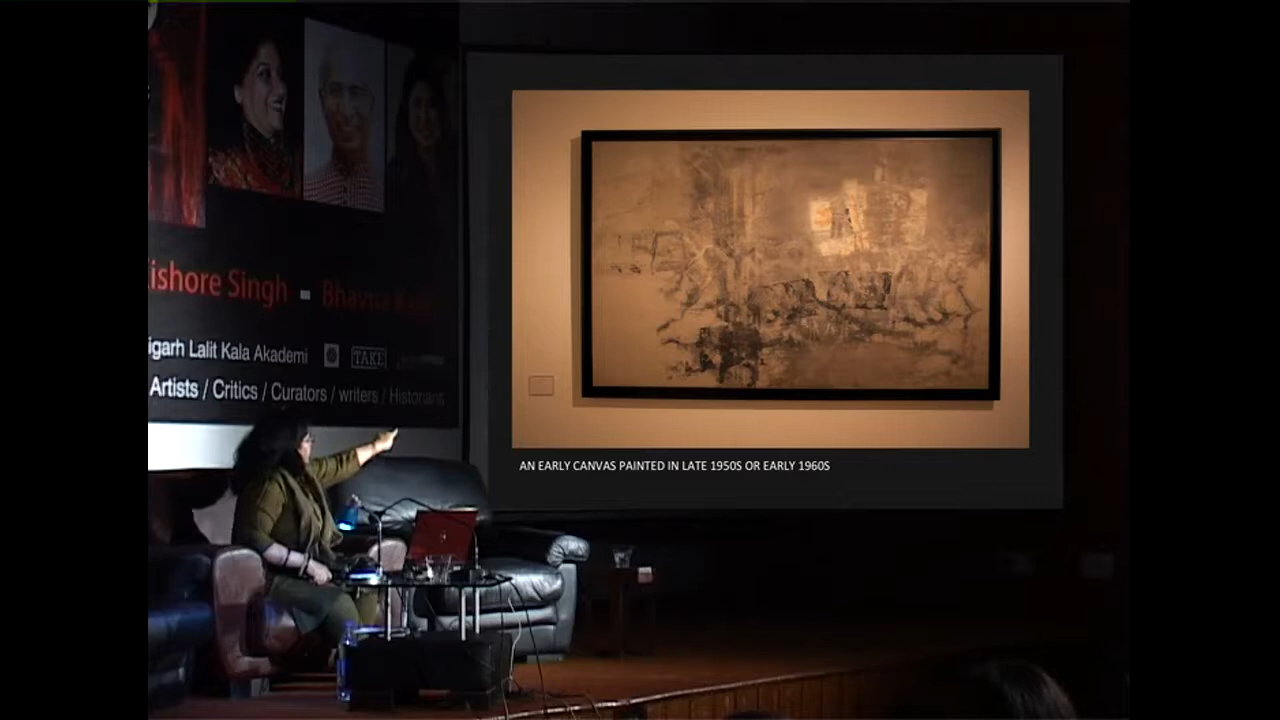 ishore Singh - Bhavna
igarh Lalit Kala Akademi TAKE
Artists / Critics / Curators / writers / Historians
AN EARLY CANVAS PAINTED IN LATE 1950S OR EARLY 1960S